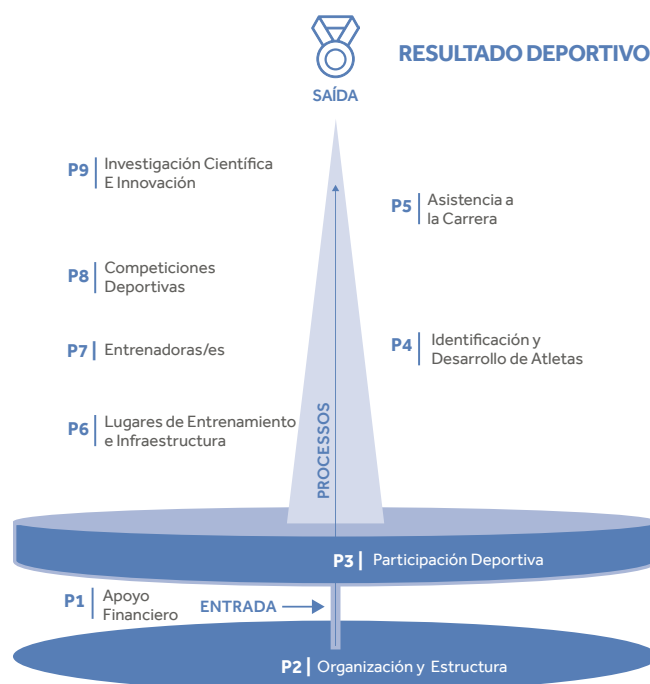 RESULTADO DEPORTIVO
SAÍDA
P9 | Investigación Científica
E Innovación
P5 | Asistencia a
la Carrera
P8 | Competiciones
Deportivas
P7 | Entrenadoras/es
P4 | Identificación y
Desarrollo de Atletas
P6 | Lugares de Entrenamiento
e Infraestructura
PROCESSOS
P3 | Participación Deportiva
P1 | Apoyo
Financiero
ENTRADA
P2 | Organización y Estructura